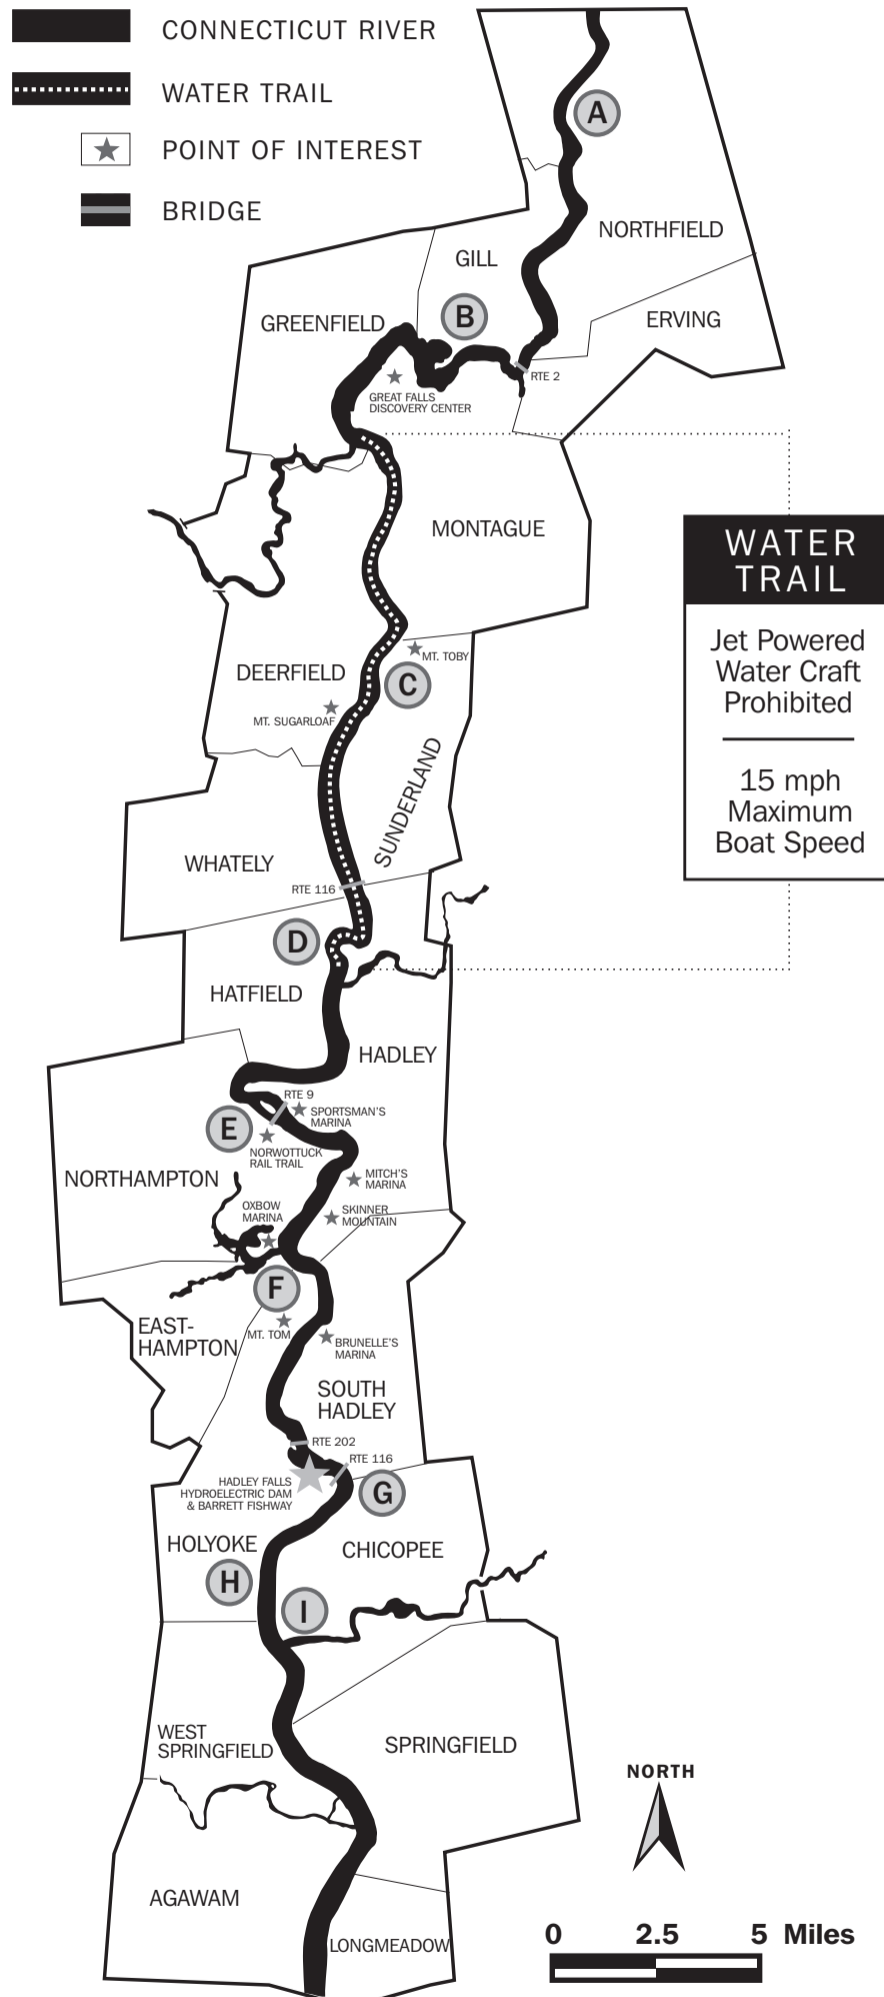 CONNECTICUT RIVER
WATER TRAIL
POINT OF INTEREST
BRIDGE
A
NORTHFIELD
GILL
B
GREENFIELD
ERVING
RTE 2
GREAT FALLS
DISCOVERY CENTER
MONTAGUE
WATER
TRAIL
Jet Powered
Water Craft
Prohibited
15 mph
Maximum
Boat Speed
MT. TOBY
DEERFIELD
C
MT. SUGARLOAF
SUNDERLAND
WHATELY
RTE 116
D
HATFIELD
HADLEY
RTE 9
SPORTSMAN'S
MARINA
E
NORWOTTUCK
RAIL TRAIL
NORTHAMPTON
MITCH'S
MARINA
OXBOW
MARINA
SKINNER
MOUNTAIN
F
EAST-
HAMPTON
MT. TOM
BRUNELLE'S
MARINA
SOUTH
HADLEY
RTE 202
RTE 116
HADLEY FALLS
HYDROELECTRIC DAM
& BARRETT FISHWAY
G
HOLYOKE
CHICOPEE
H
I
WEST
SPRINGFIELD
SPRINGFIELD
NORTH
AGAWAM
LONGMEADOW
0 2.5 5 Miles